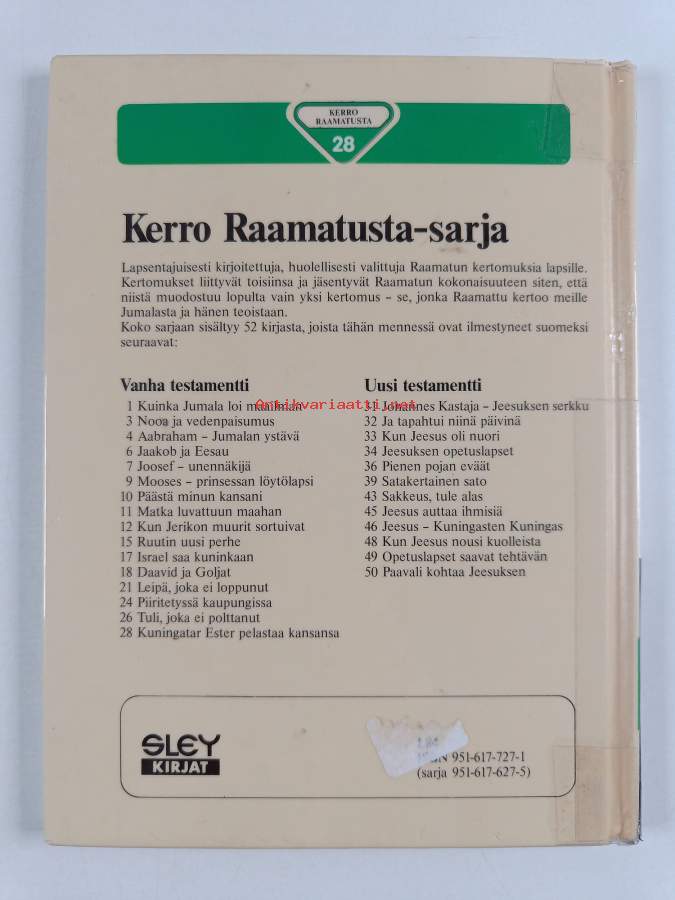 KERRO
RAAMATUSTA
28
Kerro Raamatusta-sarja
Lapsentajuisesti kirjoitettuja, huolellisesti valittuja Raamatun kertomuksia lapsille.
Kertomukset liittyvät toisiinsa ja jäsentyvät Raamatun kokonaisuuteen siten, että
niistä muodostuu lopulta vain yksi kertomus – se, jonka Raamattu kertoo meille
Jumalasta ja hänen teoistaan.
Koko sarjaan sisältyy 52 kirjasta, joista tähän mennessä ovat ilmestyneet suomeksi
seuraavat:
Vanha testamentti
1 Kuinka Jumala loi maailman
3 Nooa ja vedenpaisumus
4 Aabraham – Jumalan ystävä
6 Jaakob ja Eesau
7 Joosef – unennäkijä
9 Mooses – prinsessan löytölapsi
10 Päästä minun kansani
11 Matka luvattuun maahan
12 Kun Jerikon muurit sortuivat
15 Ruutin uusi perhe
17 Israel saa kuninkaan
18 Daavid ja Goljat
21 Leipä, joka ei loppunut
24 Piiritetyssä kaupungissa
26 Tuli, joka ei polttanut
28 Kuningatar Ester pelastaa kansansa
Uusi testamentti
31 Johannes Kastaja – Jeesuksen serkku
32 Ja tapahtui niinä päivinä
33 Kun Jeesus oli nuori
34 Jeesuksen opetuslapset
36 Pienen pojan eväät
39 Satakertainen sato
43 Sakkeus, tule alas
45 Jeesus auttaa ihmisiä
46 Jeesus – Kuningasten Kuningas
48 Kun Jeesus nousi kuolleista
49 Opetuslapset saavat tehtävän
50 Paavali kohtaa Jeesuksen
Artikvariaatti.net
SLEY
KIRJAT
ISBN 951-617-727-1
(sarja 951-617-627-5)